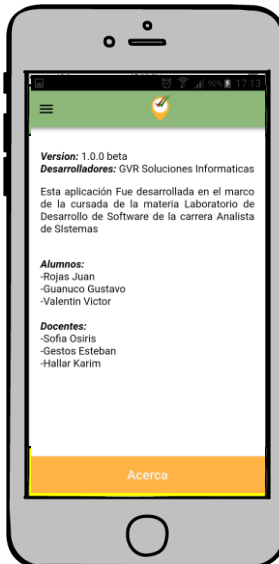 90% 17:13
Version: 1.0.0 beta
Desarrolladores: GVR Soluciones Informaticas
Esta aplicación Fue desarrollada en el marco
de la cursada de la materia Laboratorio de
Desarrollo de Software de la carrera Analista
de SIstemas
Alumnos:
-Rojas Juan
-Guanuco Gustavo
-Valentin Victor
Docentes:
-Sofia Osiris
-Gestos Esteban
-Hallar Karim
Acerca